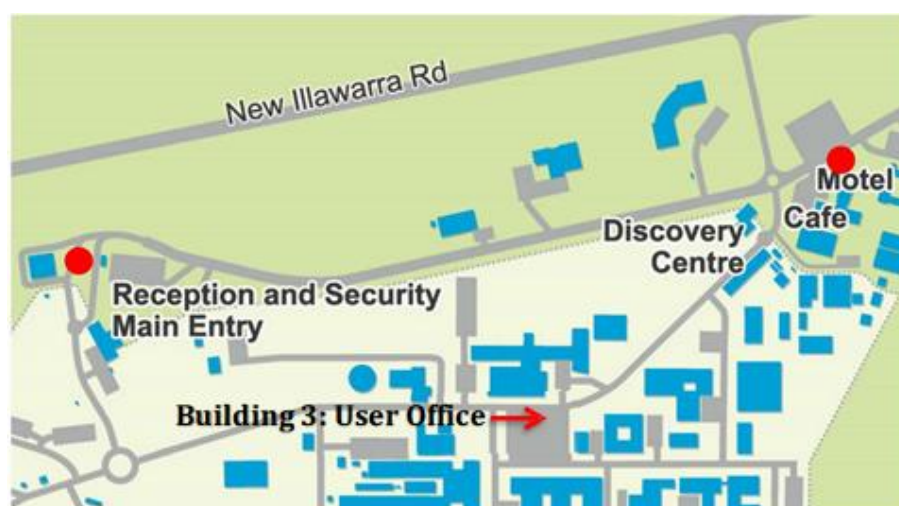 New Illawarra Rd
Motel
Cafe
Discovery
Centre
Reception and Security
Main Entry
Building 3: User Office